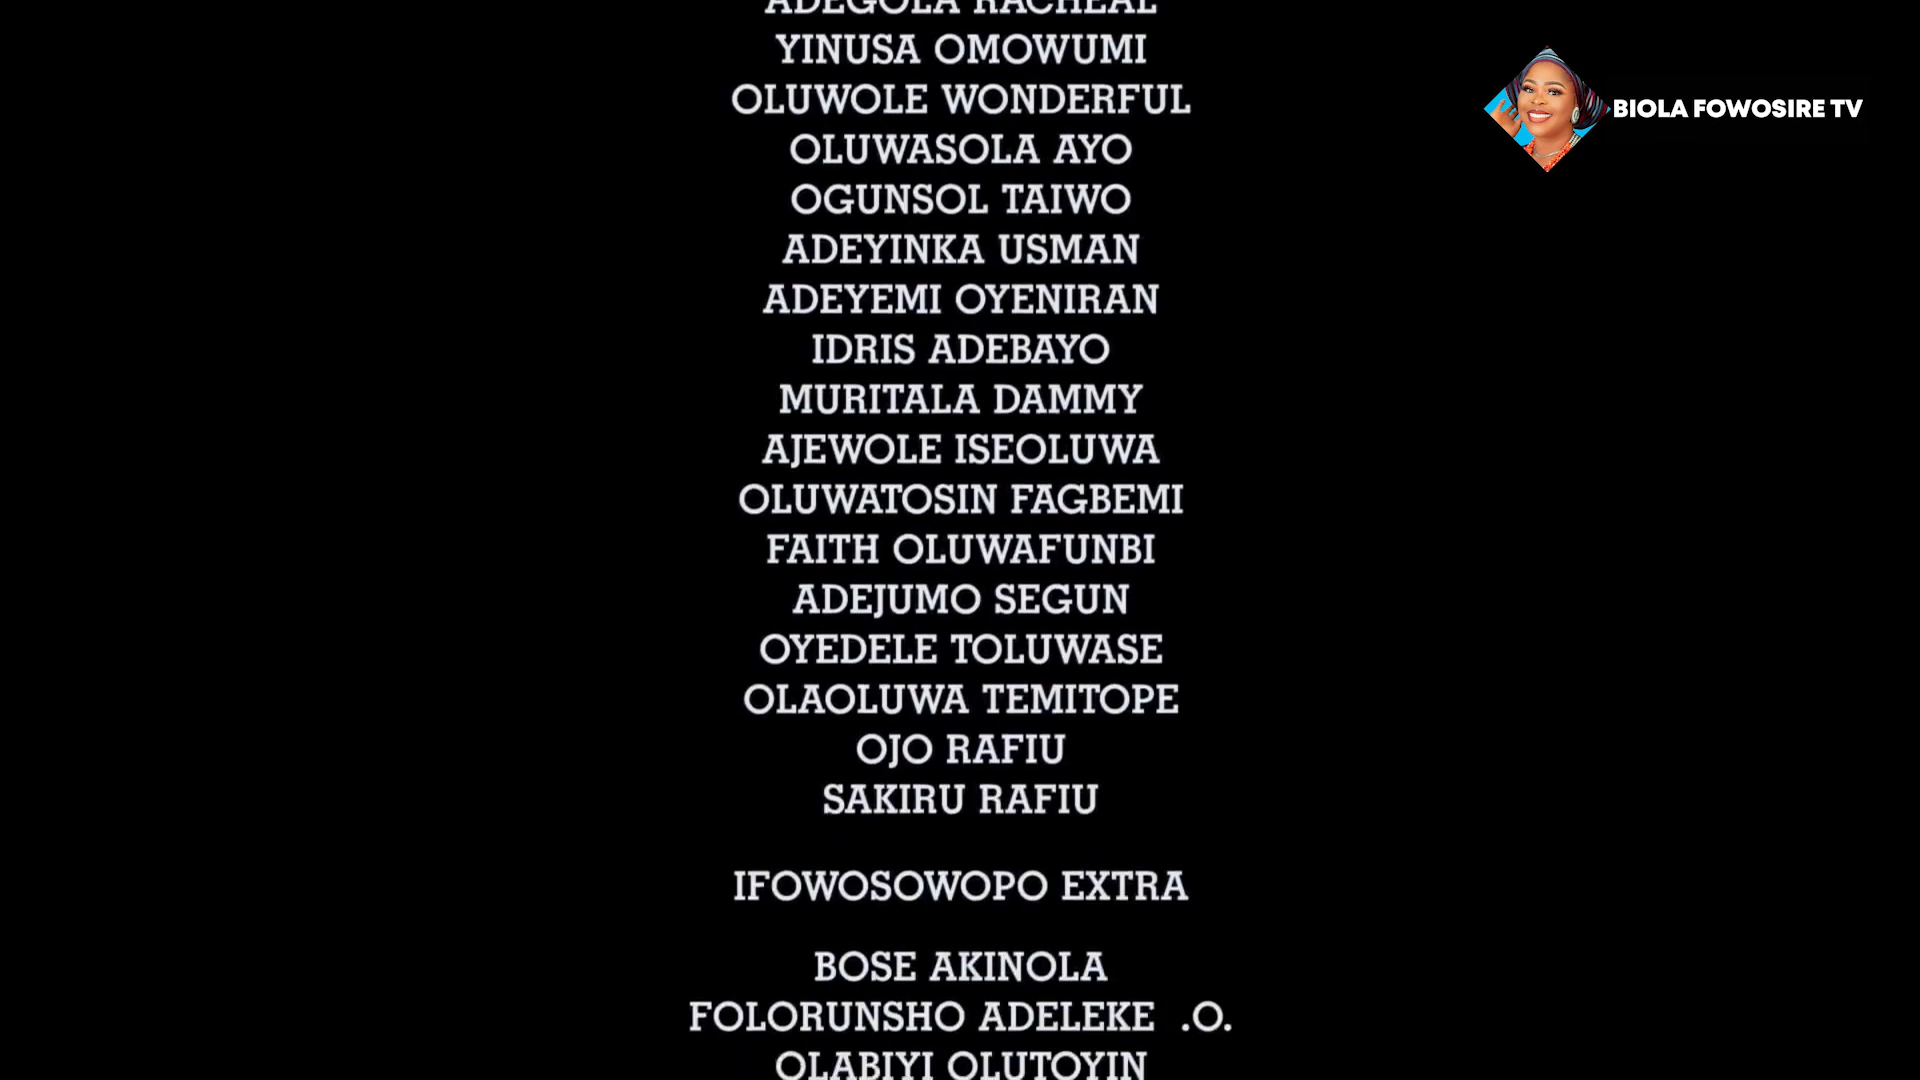 ADEGOLA RACHEAL
YINUSA OMOWUMI
OLUWOLE WONDERFUL
OLUWASOLA AYO
OGUNSOL TAIWO
ADEYINKA USMAN
ADEYEMI OYENIRAN
IDRIS ADEBAYO
MURITALA DAMMY
AJEWOLE ISEOLUWA
OLUWATOSIN FAGBEMI
FAITH OLUWAFUNBI
ADEJUMO SEGUN
OYEDELE TOLUWASE
OLAOLUWA TEMITOPE
OJO RAFIU
SAKIRU RAFIU
IFOWOSOWOPO EXTRA
BOSE AKINOLA
FOLORUNSHO ADELEKE .O.
OLABIYI OLUTOYIN
BIOLA FOWOSIRE TV